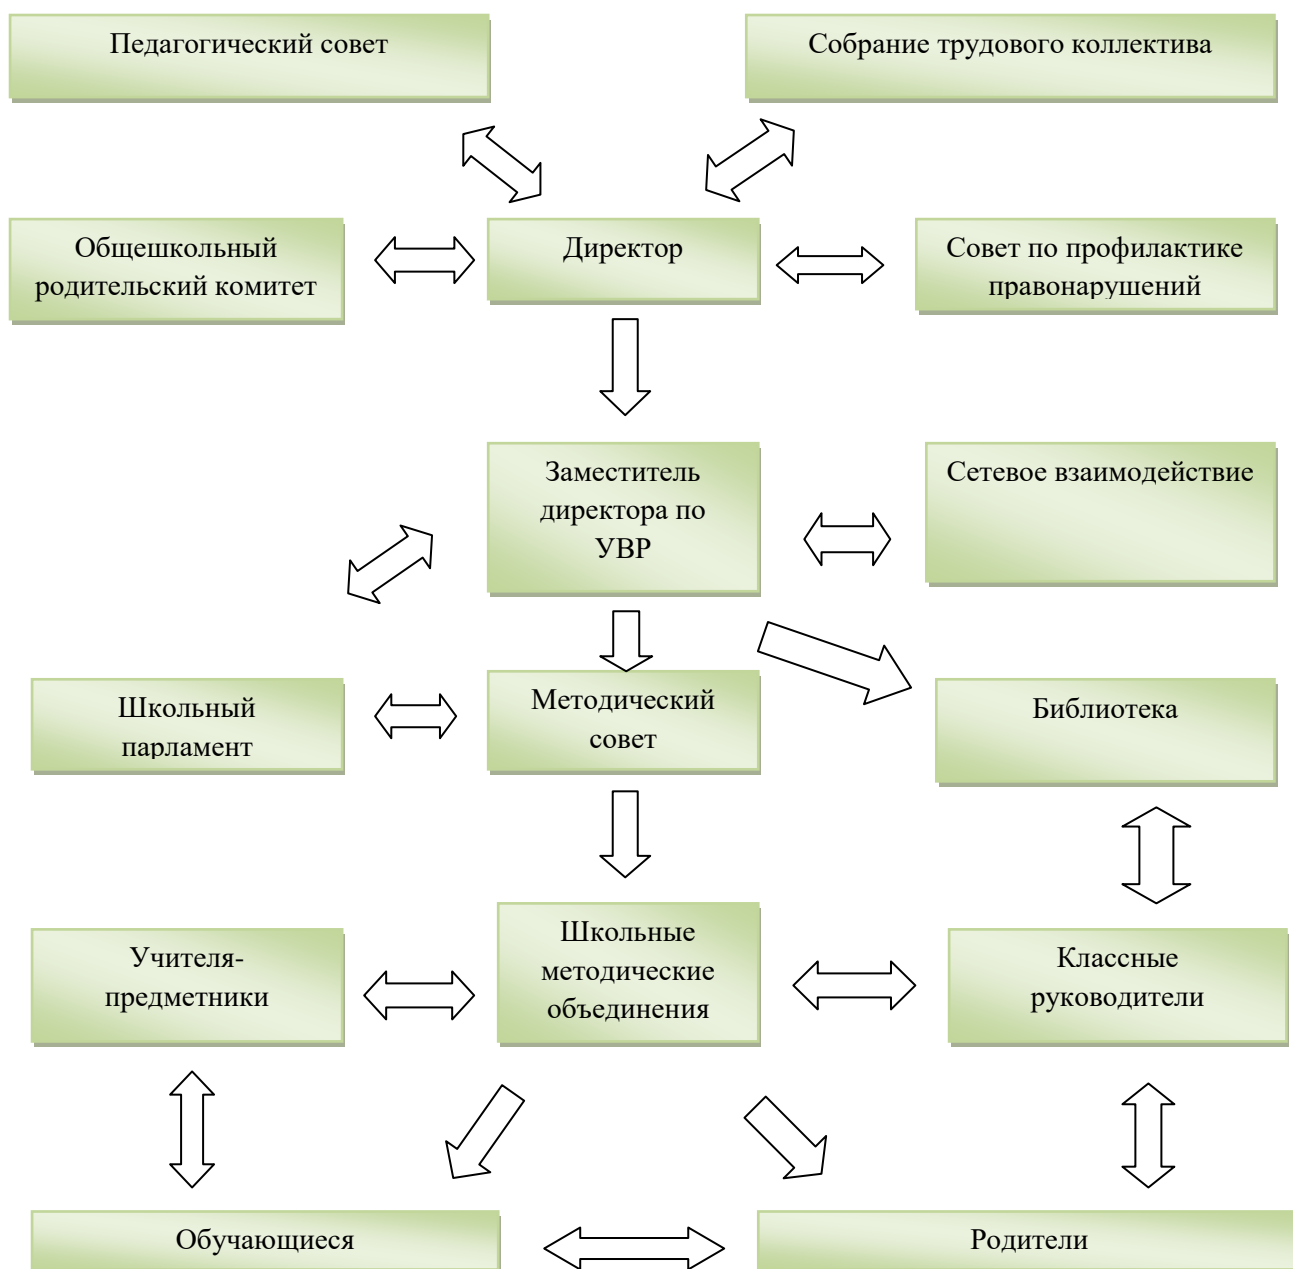 Педагогический совет
Собрание трудового коллектива
Общешкольный
родительский комитет
Директор
Совет по профилактике
правонарушений
Заместитель
директора по
УВР
Сетевое взаимодействие
Школьный
парламент
Методический
совет
Библиотека
Учителя-
предметники
Школьные
методические
объединения
Классные
руководители
Обучающиеся
Родители